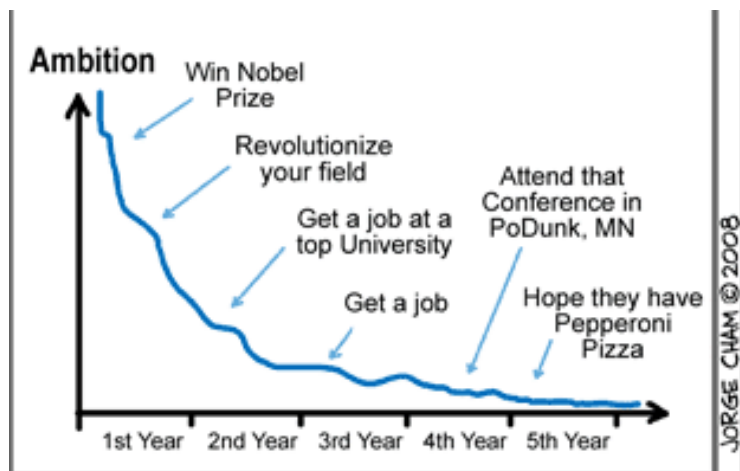 Ambition
Win Nobel
Prize
Revolutionize
your field
Get a job at a
top University
Get a job
Attend that
Conference in
PoDunk, MN
Hope they have
Pepperoni
Pizza
1st Year
2nd Year
3rd Year
4th Year
5th Year
JORGE CHAM © 2008